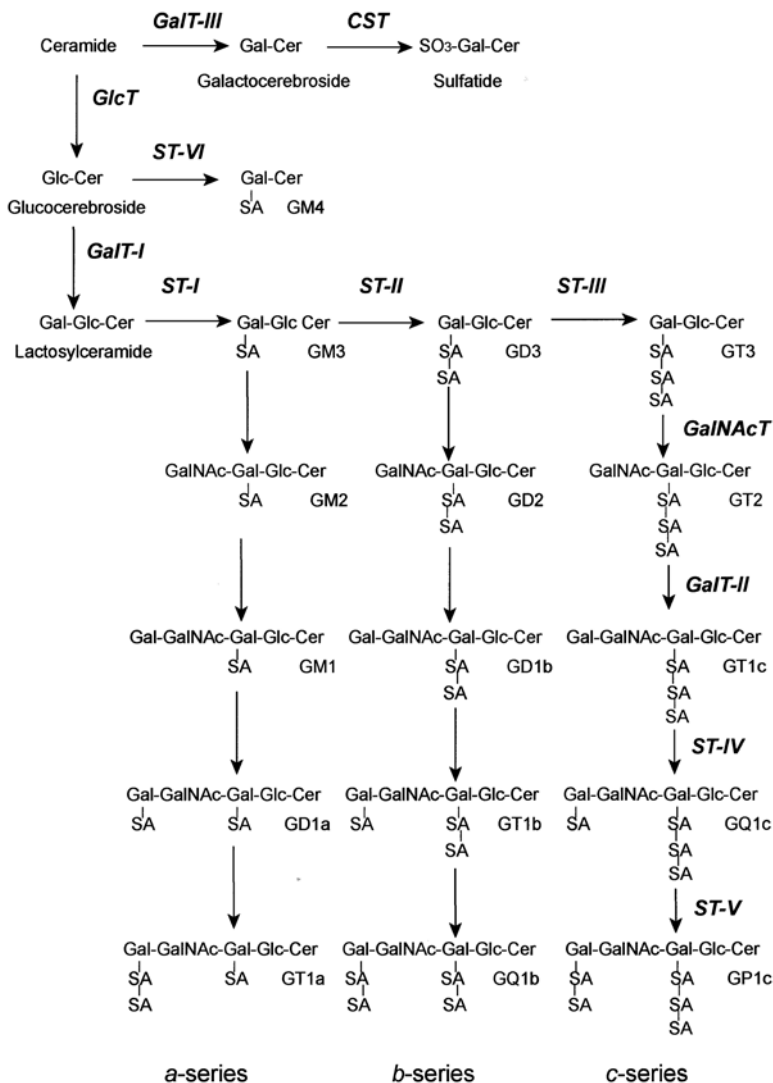 GalT-III CST
Ceramide Gal-Cer SO3-Gal-Cer
Galactocerebroside Sulfatide
GlcT
ST-VI
Glc-Cer Gal-Cer
Glucocerebroside SA GM4
GalT-I
ST-I ST-II ST-III
Gal-Glc-Cer Gal-Glc Cer Gal-Glc-Cer Gal-Glc-Cer
Lactosylceramide SA GM3 SA GD3 SA GT3
SA SA
SA
GalNAcT
GalNAc-Gal-Glc-Cer GalNAc-Gal-Glc-Cer GalNAc-Gal-Glc-Cer
SA GM2 SA GD2 SA GT2
SA SA
SA
GalT-II
Gal-GalNAc-Gal-Glc-Cer Gal-GalNAc-Gal-Glc-Cer Gal-GalNAc-Gal-Glc-Cer
SA GM1 SA GD1b SA GT1c
SA SA
SA
ST-IV
Gal-GalNAc-Gal-Glc-Cer Gal-GalNAc-Gal-Glc-Cer Gal-GalNAc-Gal-Glc-Cer
SA SA GD1a SA SA GT1b SA SA GQ1c
SA SA
SA
ST-V
Gal-GalNAc-Gal-Glc-Cer Gal-GalNAc-Gal-Glc-Cer Gal-GalNAc-Gal-Glc-Cer
SA SA GT1a SA SA GQ1b SA SA GP1c
SA SA SA SA SA
SA
a-series b-series c-series